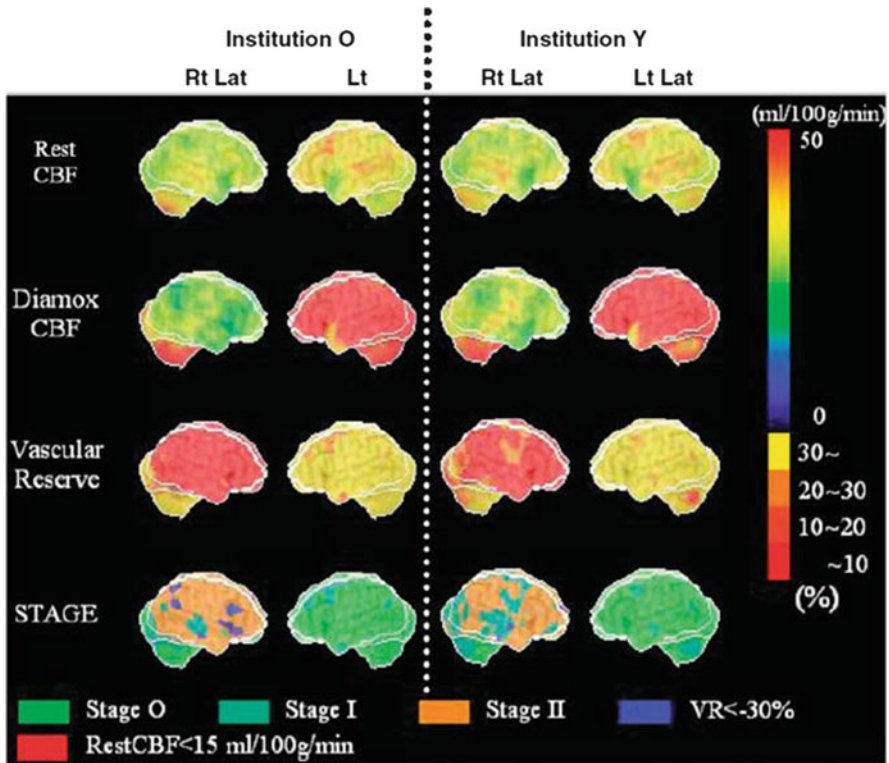 Institution O Institution Y
Rt Lat Lt Rt Lat Lt Lat
(ml/100g/min)
50
Rest
CBF
Diamox
CBF
0
Vascular
Reserve
30~
20~30
10~20
~10
(%)
STAGE
Stage O Stage I Stage II VR<-30%
RestCBF<15 ml/100g/min